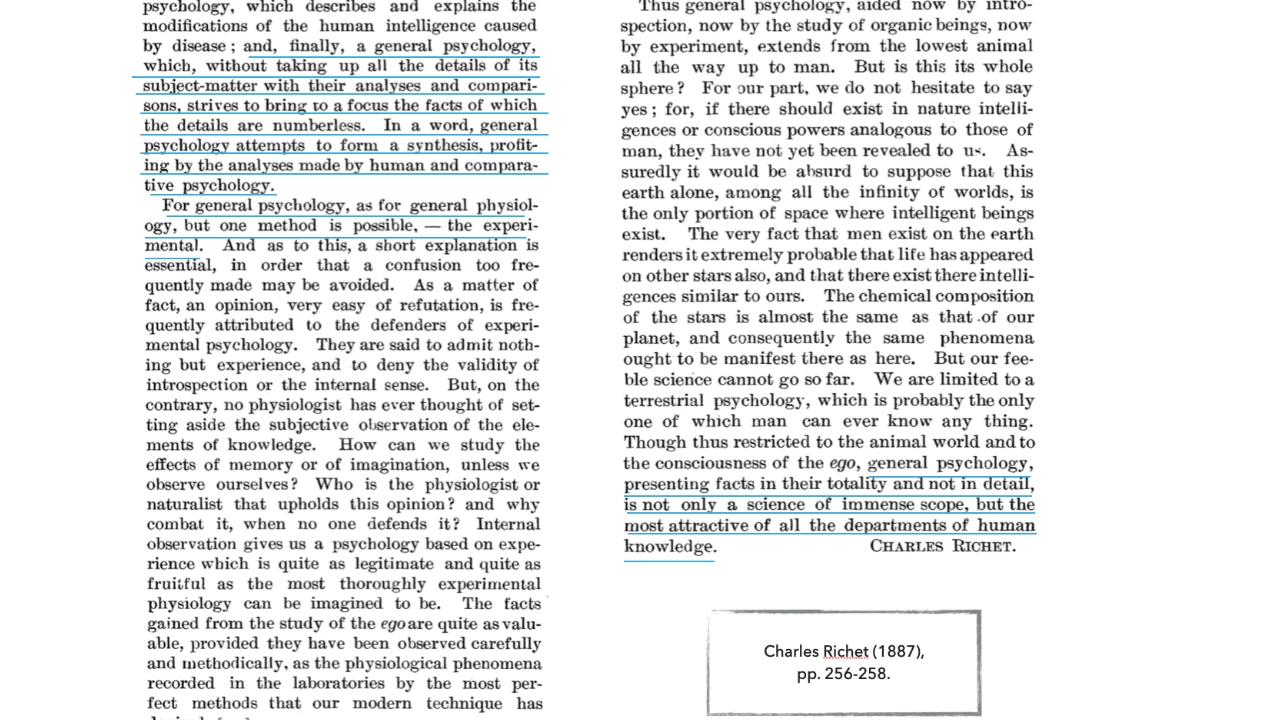 psychology, which describes and explains the
modifications of the human intelligence caused
by disease; and, finally, a general psychology,
which, without taking up all the details of its
subject-matter with their analyses and compari-
sons, strives to bring to a focus the facts of which
the details are numberless. In a word, general
psychology attempts to form a synthesis, profit-
ing by the analyses made by human and compara-
tive psychology.
For general psychology, as for general physiol-
ogy, but one method is possible, — the experi-
mental. And as to this, a short explanation is
essential, in order that a confusion too fre-
quently made may be avoided. As a matter of
fact, an opinion, very easy of refutation, is fre-
quently attributed to the defenders of experi-
mental psychology. They are said to admit noth-
ing but experience, and to deny the validity of
introspection or the internal sense. But, on the
contrary, no physiologist has ever thought of set-
ting aside the subjective observation of the ele-
ments of knowledge. How can we study the
effects of memory or of imagination, unless we
observe ourselves? Who is the physiologist or
naturalist that upholds this opinion? and why
combat it, when no one defends it? Internal
observation gives us a psychology based on expe-
rience which is quite as legitimate and quite as
fruitful as the most thoroughly experimental
physiology can be imagined to be. The facts
gained from the study of the ego are quite as valu-
able, provided they have been observed carefully
and methodically, as the physiological phenomena
recorded in the laboratories by the most per-
fect methods that our modern technique has
Thus general psychology, aided now by intro-
spection, now by the study of organic beings, now
by experiment, extends from the lowest animal
all the way up to man. But is this its whole
sphere? For our part, we do not hesitate to say
yes; for, if there should exist in nature intelli-
gences or conscious powers analogous to those of
man, they have not yet been revealed to us. As-
suredly it would be absurd to suppose that this
earth alone, among all the infinity of worlds, is
the only portion of space where intelligent beings
exist. The very fact that men exist on the earth
renders it extremely probable that life has appeared
on other stars also, and that there exist there intelli-
gences similar to ours. The chemical composition
of the stars is almost the same as that of our
planet, and consequently the same phenomena
ought to be manifest there as here. But our fee-
ble science cannot go so far. We are limited to a
terrestrial psychology, which is probably the only
one of which man can ever know any thing.
Though thus restricted to the animal world and to
the consciousness of the ego, general psychology,
presenting facts in their totality and not in detail,
is not only a science of immense scope, but the
most attractive of all the departments of human
knowledge. CHARLES RICHET.
Charles Richet (1887),
pp. 256-258.